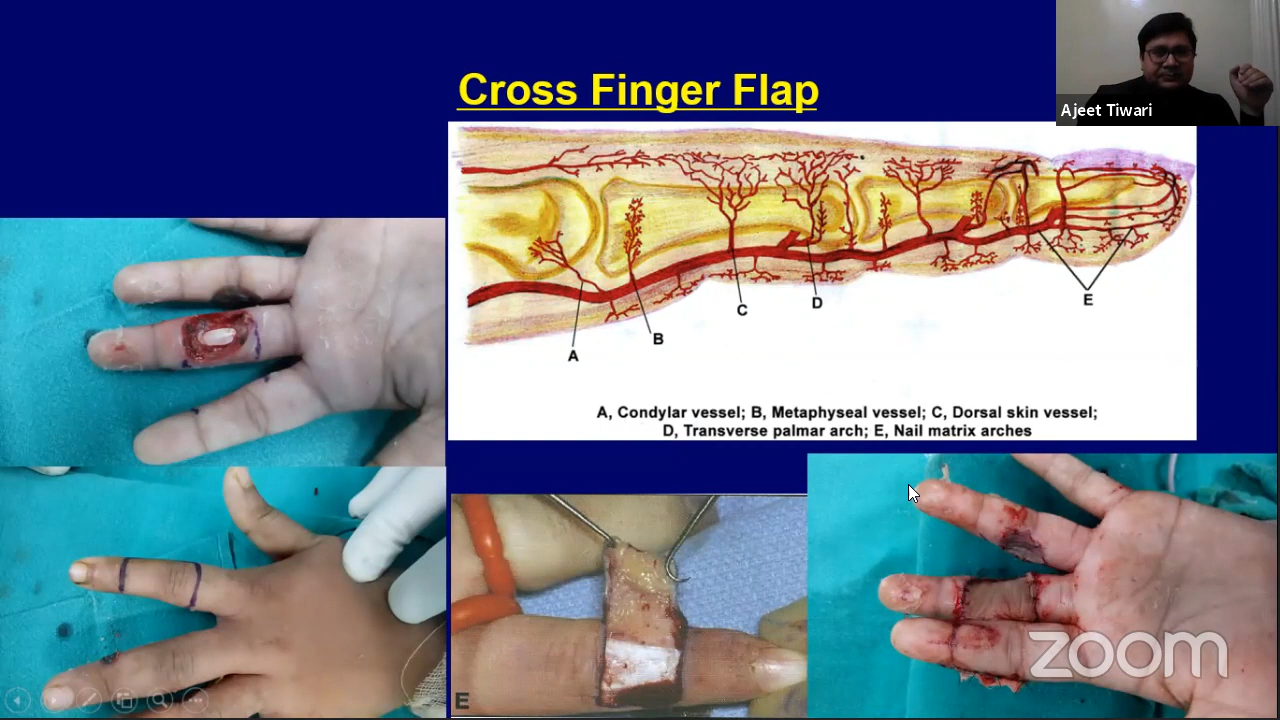 Cross Finger Flap
Ajeet Tiwari
A
B
C
D
E
A, Condylar vessel; B, Metaphyseal vessel; C, Dorsal skin vessel;
D, Transverse palmar arch; E, Nail matrix arches
E
zoom